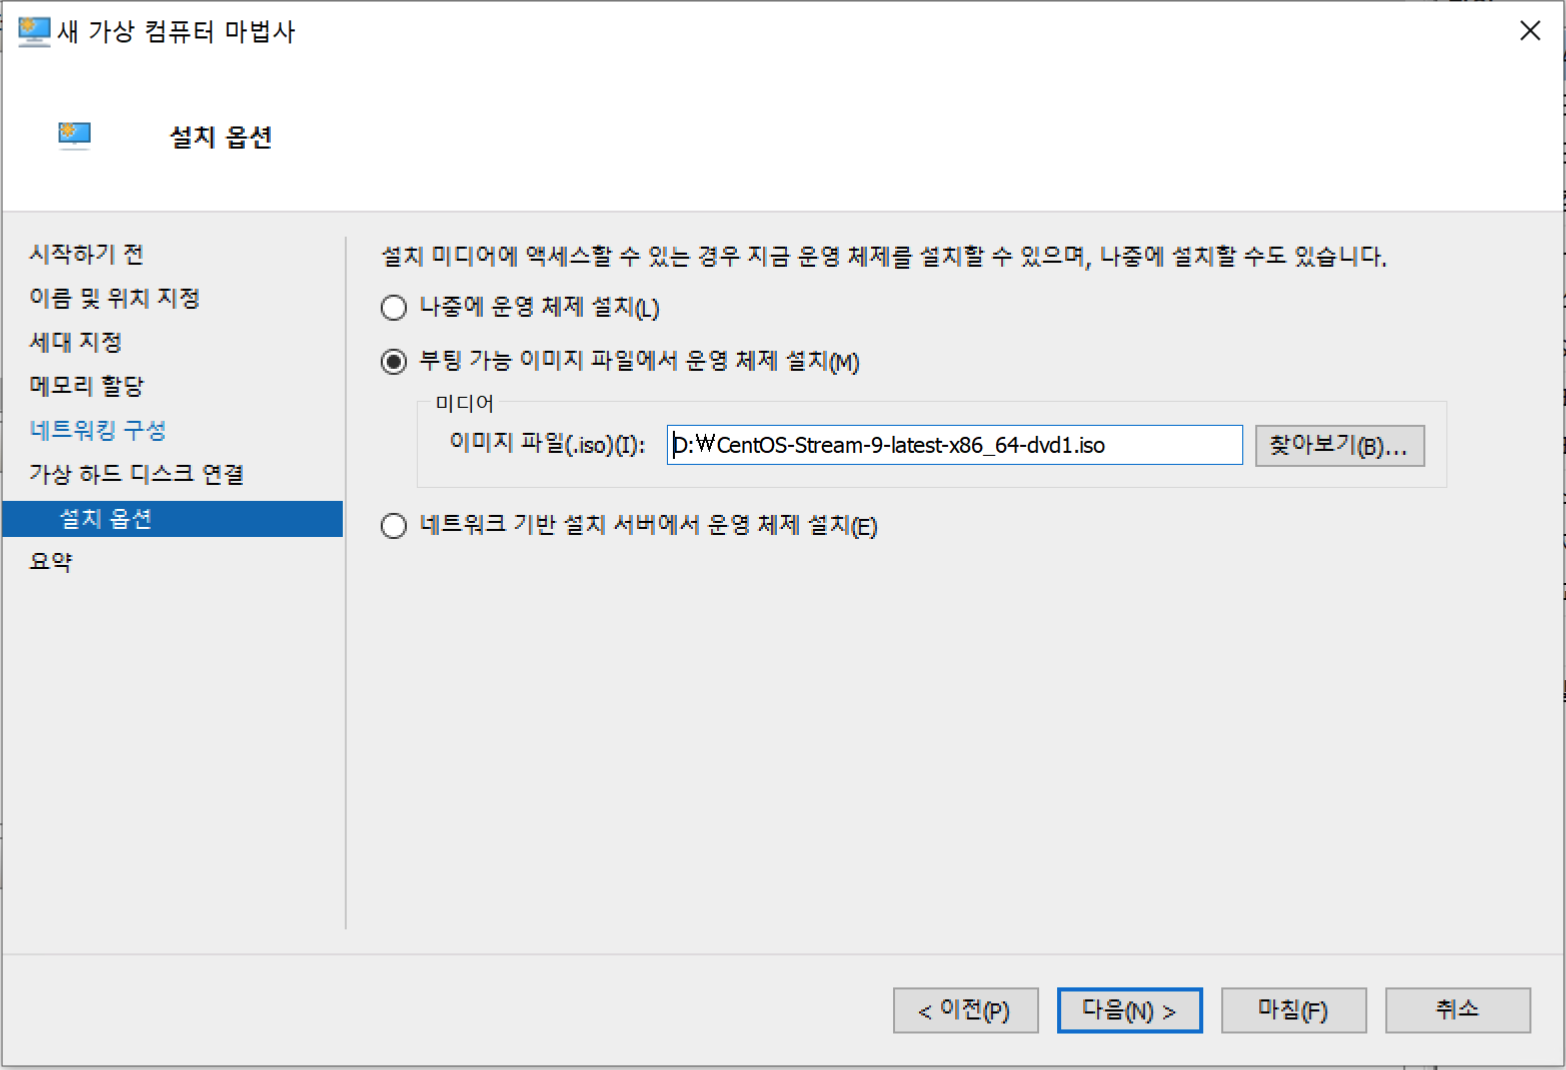 새 가상 컴퓨터 마법사
설치 옵션
시작하기 전
이름 및 위치 지정
세대 지정
메모리 할당
네트워킹 구성
가상 하드 디스크 연결
설치 옵션
요약
설치 미디어에 액세스할 수 있는 경우 지금 운영 체제를 설치할 수 있으며, 나중에 설치할 수도 있습니다.
나중에 운영 체제 설치(L)
부팅 가능 이미지 파일에서 운영 체제 설치(M)
미디어
이미지 파일(.iso)(I): D:₩CentOS-Stream-9-latest-x86_64-dvd1.iso 찾아보기(B)...
네트워크 기반 설치 서버에서 운영 체제 설치(E)
< 이전(P) 다음(N) > 마침(F) 취소